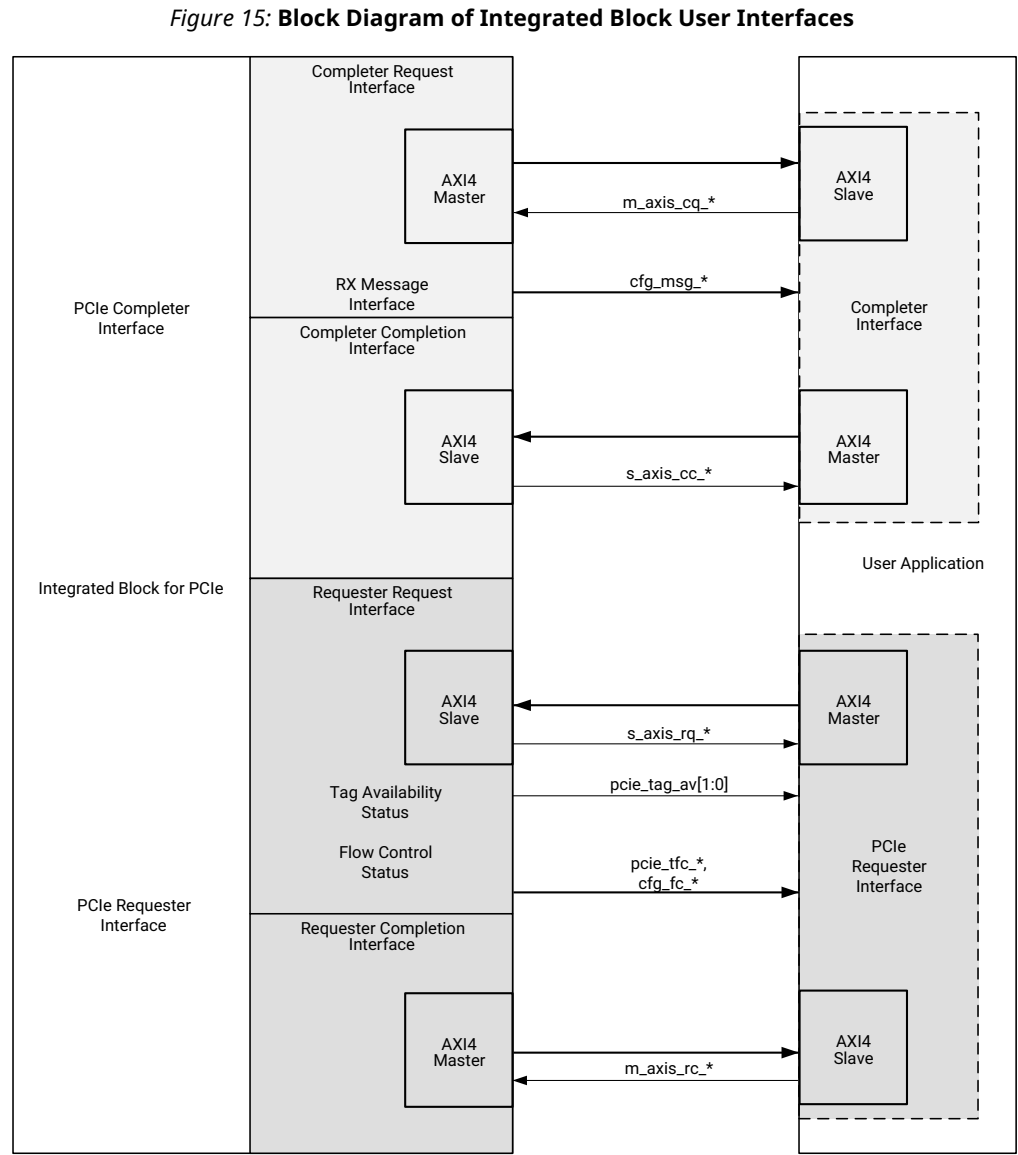 Figure 15: Block Diagram of Integrated Block User Interfaces
Completer Request
Interface
AXI4
Master
AXI4
Slave
m_axis_cq_*
RX Message
Interface
cfg_msg_*
PCIe Completer
Interface
Completer
Interface
Completer Completion
Interface
AXI4
Slave
AXI4
Master
s_axis_cc_*
User Application
Integrated Block for PCIe
Requester Request
Interface
AXI4
Slave
AXI4
Master
s_axis_rq_*
Tag Availability
Status
pcie_tag_av[1:0]
Flow Control
Status
pcie_tfc_*,
cfg_fc_*
PCIe
Requester
Interface
PCIe Requester
Interface
Requester Completion
Interface
AXI4
Master
AXI4
Slave
m_axis_rc_*